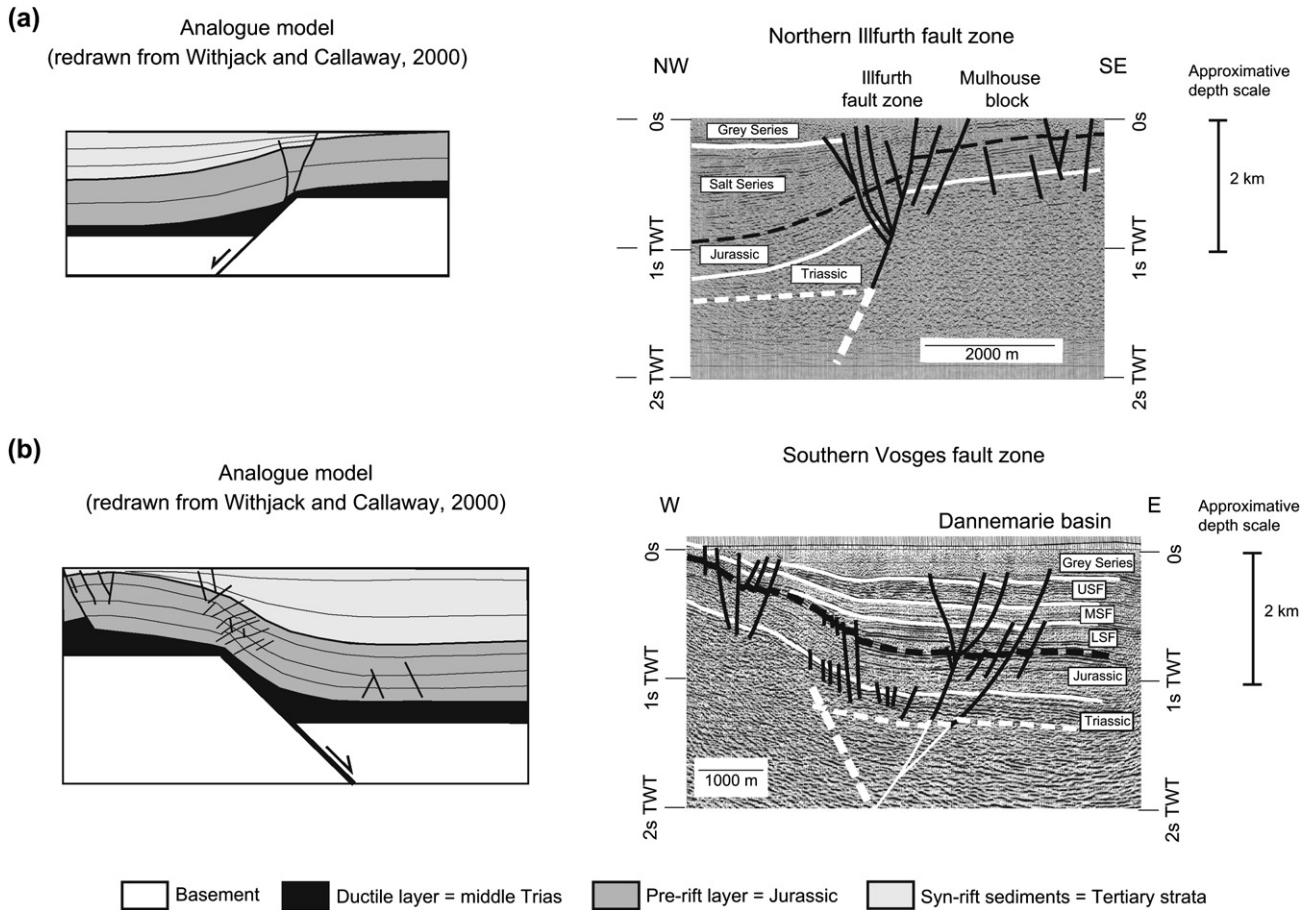 (a)
Analogue model
(redrawn from Withjack and Callaway, 2000)
Northern Illfurth fault zone
NW
SE
Illfurth
fault zone
Mulhouse
block
Approximative
depth scale
0s
0s
Grey Series
Salt Series
2 km
1s TWT
1s TWT
Jurassic
Triassic
2000 m
2s TWT
2s TWT
(b)
Analogue model
(redrawn from Withjack and Callaway, 2000)
Southern Vosges fault zone
W
E
Dannemarie basin
Approximative
depth scale
0s
0s
Grey Series
USF
MSF
2 km
LSF
1s TWT
1s TWT
Jurassic
Triassic
1000 m
2s TWT
2s TWT
Basement
Ductile layer = middle Trias
Pre-rift layer = Jurassic
Syn-rift sediments = Tertiary strata